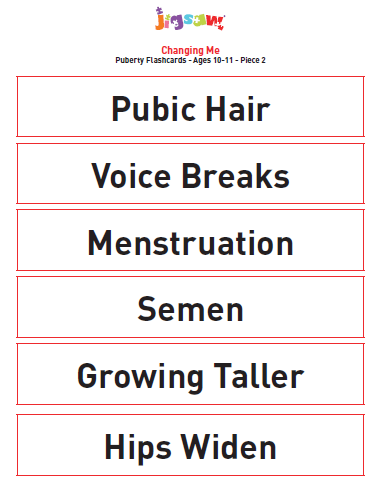 jigsaw
Changing Me
Puberty Flashcards - Ages 10-11 - Piece 2
Pubic Hair
Voice Breaks
Menstruation
Semen
Growing Taller
Hips Widen